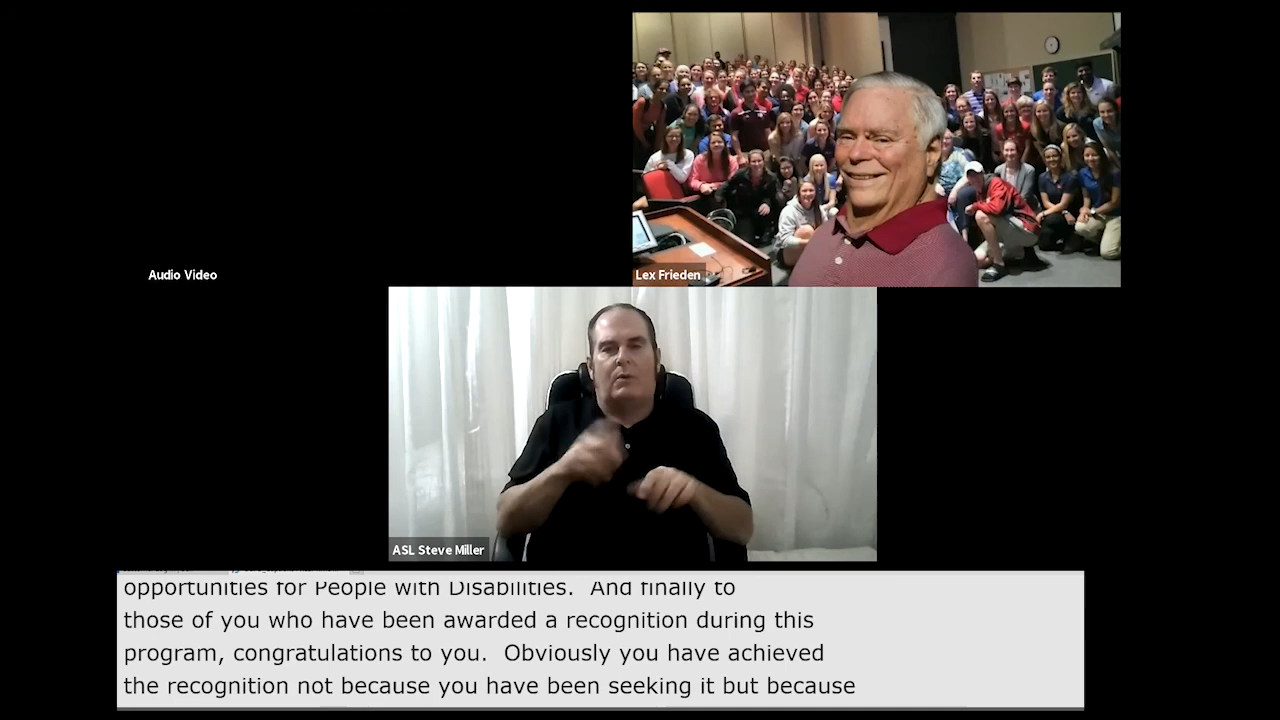 Audio Video
Lex Frieden
ASL Steve Miller
opportunities for People with Disabilities. And finally to
those of you who have been awarded a recognition during this
program, congratulations to you. Obviously you have achieved
the recognition not because you have been seeking it but because